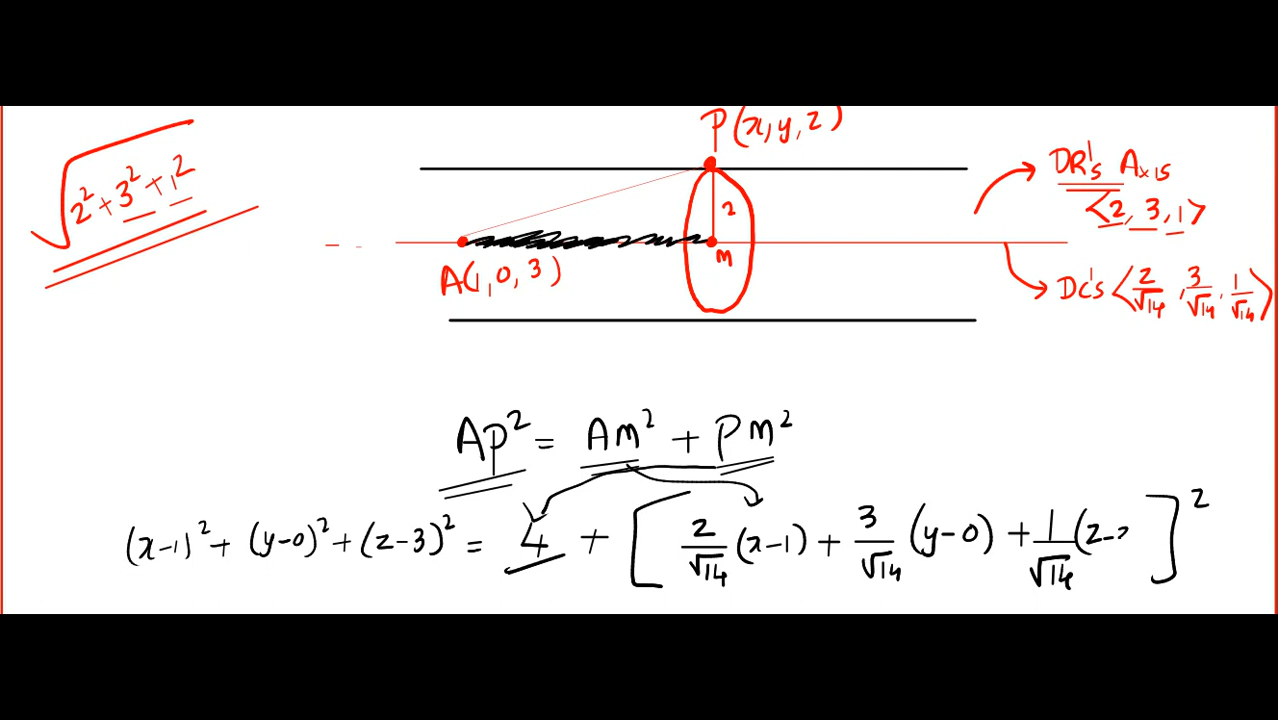 P(x,y,z)
√2²+3²+1²
DR's Axis
<2, 3, 1>
2
M
A(1, 0, 3)
DC's <2/√14, 3/√14, 1/√14>
AP² = AM² + PM²
(x-1)² + (y-0)² + (z-3)² = 4 + [2/√14 (x-1) + 3/√14 (y-0) + 1/√14 (z-]²